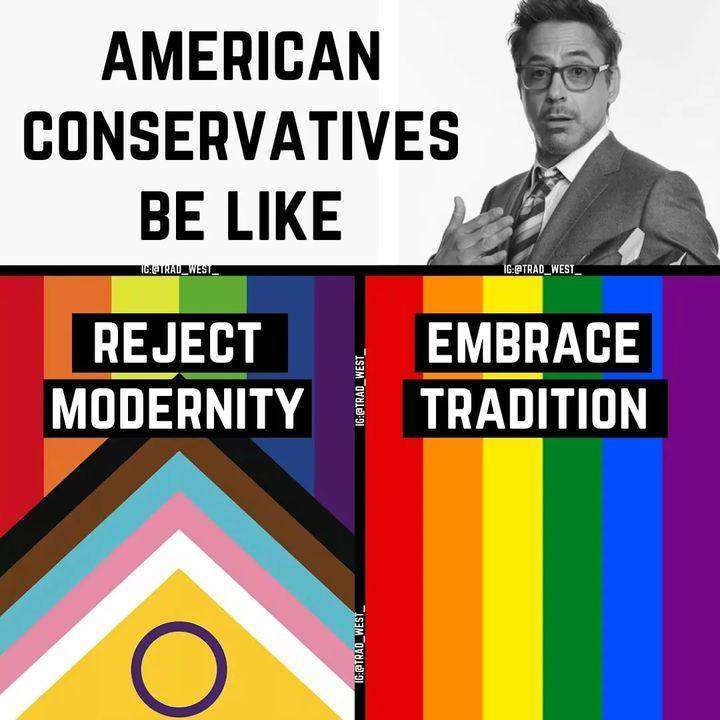 AMERICAN
CONSERVATIVES
BE LIKE
IG:@TRAD_WEST_
IG:@TRAD_WEST_
REJECT
MODERNITY
IG:@TRAD_WEST_
EMBRACE
TRADITION
IG:@TRAD_WEST_